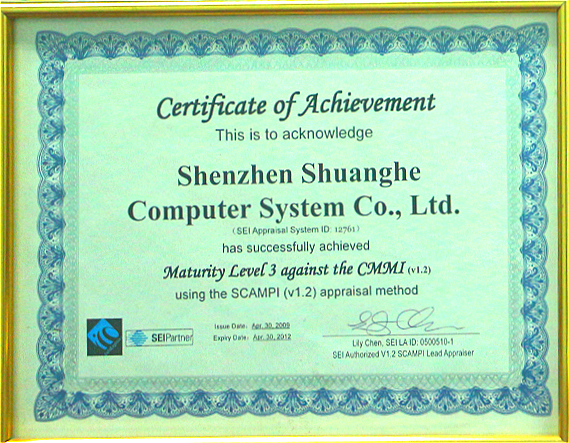 Certificate of Achievement
This is to acknowledge
Shenzhen Shuanghe
Computer System Co., Ltd.
(SEI Appraisal System ID: 12761)
has successfully achieved
Maturity Level 3 against the CMMI (v1.2)
using the SCAMPI (v1.2) appraisal method
SEI Partner
Issue Date: Apr. 30, 2009
Expiry Date: Apr. 30, 2012
Lily Chen, SEI LA ID: 0500510-1
SEI Authorized V1.2 SCAMPI Lead Appraiser